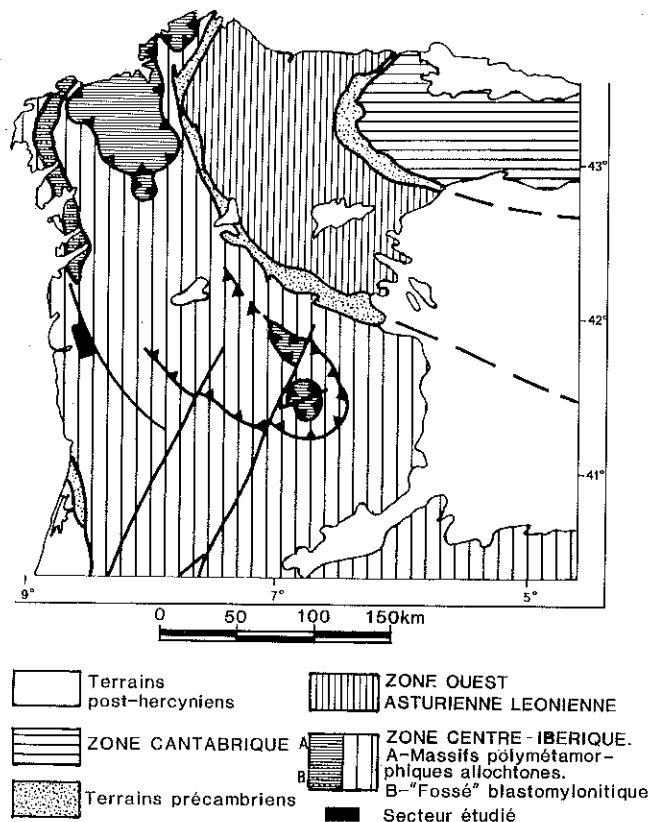 43
42
41
9°
7°
5°
0 50 100 150km
Terrains
post-hercyniens
ZONE CANTABRIQUE
Terrains précambriens
ZONE OUEST
ASTURIENNE LEONIENNE
A
B
ZONE CENTRE-IBERIQUE.
A-Massifs polymétamor-
phiques allochtones.
B-"Fossé" blastomylonitique
Secteur étudié